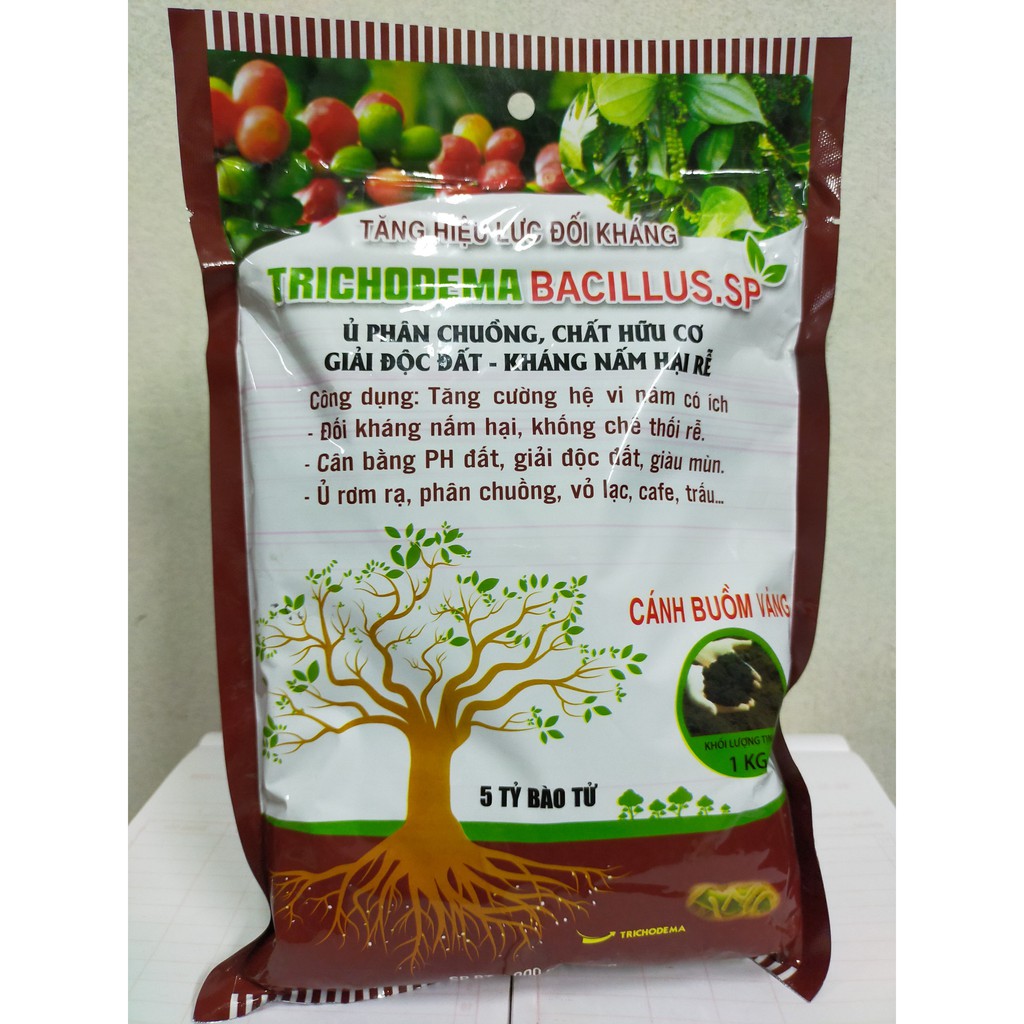 TĂNG HIỆU LỰC ĐỐI KHÁNG
TRICHODEMA BACILLUS.SP
Ủ PHÂN CHUỒNG, CHẤT HỮU CƠ
GIẢI ĐỘC ĐẤT - KHÁNG NẤM HẠI RỄ
Công dụng: Tăng cường hệ vi nấm có ích
- Đối kháng nấm hại, khống chế thối rễ.
- Cân bằng PH đất, giải độc đất, giàu mùn.
- Ủ rơm rạ, phân chuồng, vỏ lạc, cafe, trấu...
CÁNH BUỒM VÀNG
KHỐI LƯỢNG
1 KG
5 TỶ BÀO TỬ
TRICHODEMA